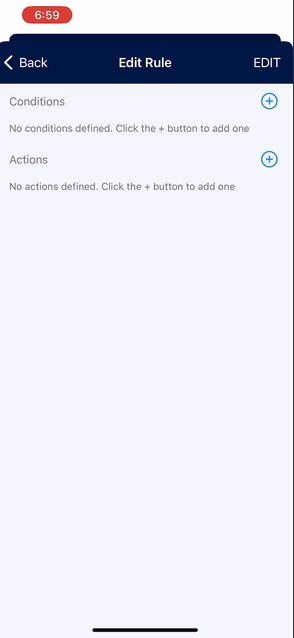 6:59
Back
Edit Rule
EDIT
Conditions
No conditions defined. Click the + button to add one
Actions
No actions defined. Click the + button to add one